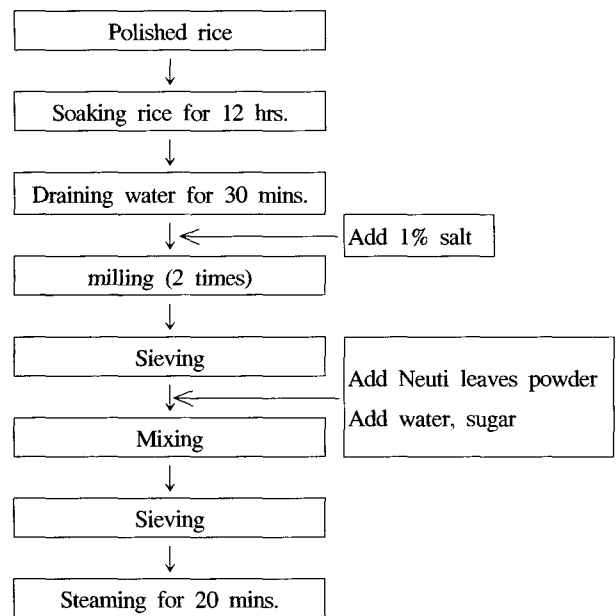 Polished rice
Soaking rice for 12 hrs.
Draining water for 30 mins.
Add 1% salt
milling (2 times)
Sieving
Add Neuti leaves powder
Add water, sugar
Mixing
Sieving
Steaming for 20 mins.